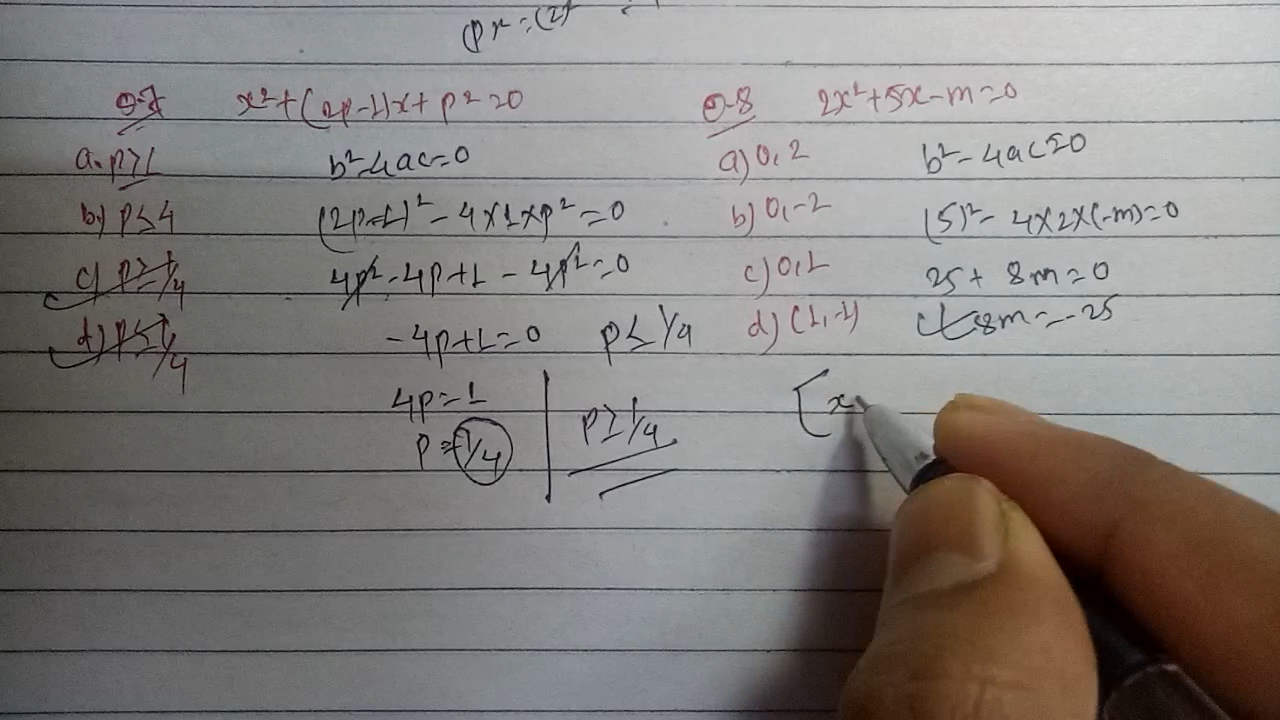 Q-7 x²+(2p-1)x+p²=0
a. p>1 b²-4ac=0
b) p≤4 (2p-1)²-4×1×p²=0
c) p≥1/4 4p²-4p+1-4p²=0
d) p≤1/4 -4p+1=0 p≤1/4
4p=1
p=1/4 p≥1/4
Q-8 2x²+5x-m=0
a) 0,2 b²-4ac=0
b) 0,-2 (5)²-4×2×(-m)=0
c) 0,1 25+8m=0
d) (1,-1) 8m=-25
[x